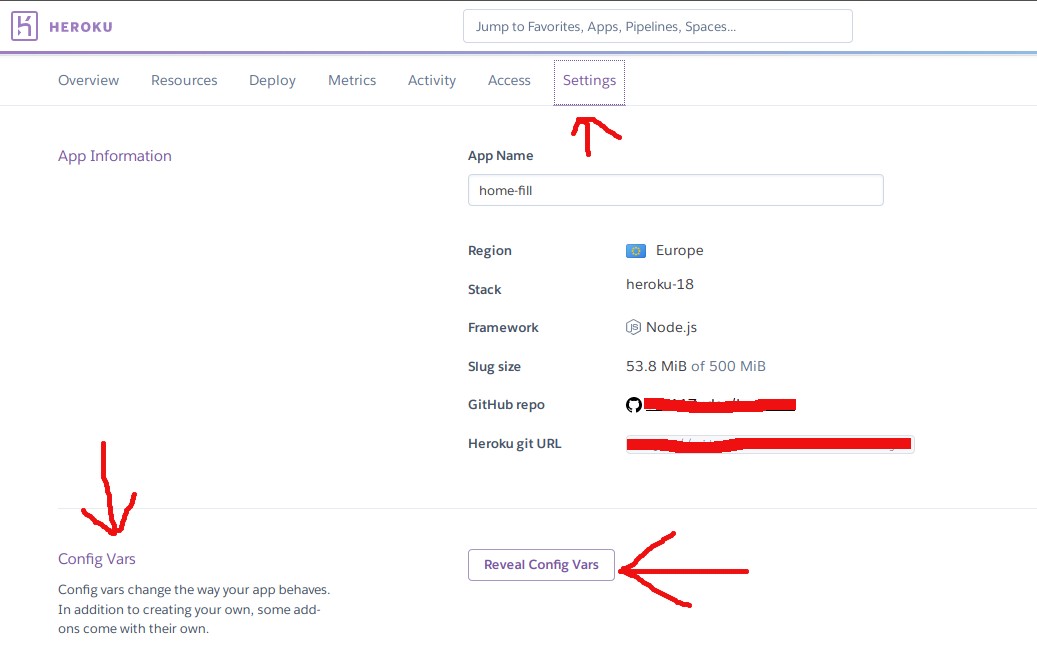 HEROKU
Jump to Favorites, Apps, Pipelines, Spaces...
Overview Resources Deploy Metrics Activity Access Settings
App Information
App Name
home-fill
Region Europe
Stack heroku-18
Framework Node.js
Slug size 53.8 MiB of 500 MiB
GitHub repo
Heroku git URL
Config Vars
Reveal Config Vars
Config vars change the way your app behaves.
In addition to creating your own, some add-
ons come with their own.